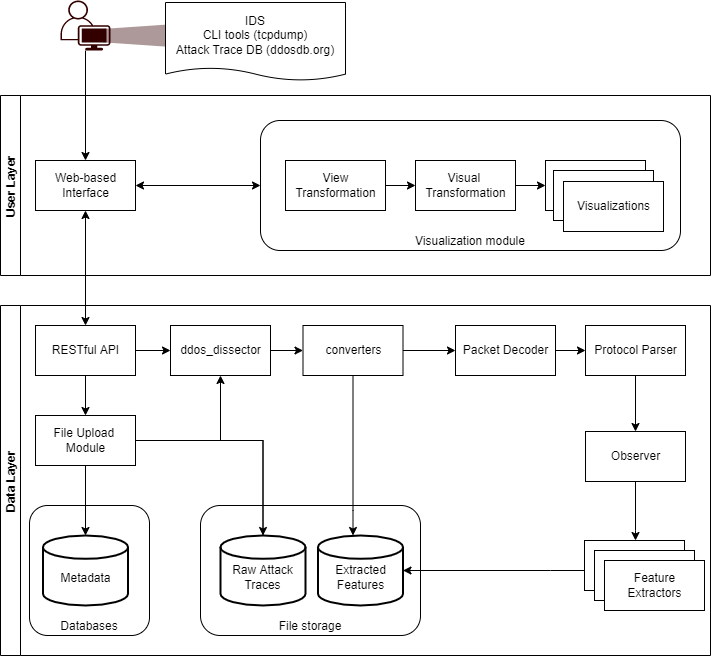 IDS
CLI tools (tcpdump)
Attack Trace DB (ddosdb.org)
User Layer
Web-based
Interface
View
Transformation
Visual
Transformation
Visualizations
Visualization module
Data Layer
RESTful API
ddos_dissector
converters
Packet Decoder
Protocol Parser
File Upload
Module
Observer
Metadata
Databases
Raw Attack
Traces
Extracted
Features
File storage
Feature
Extractors